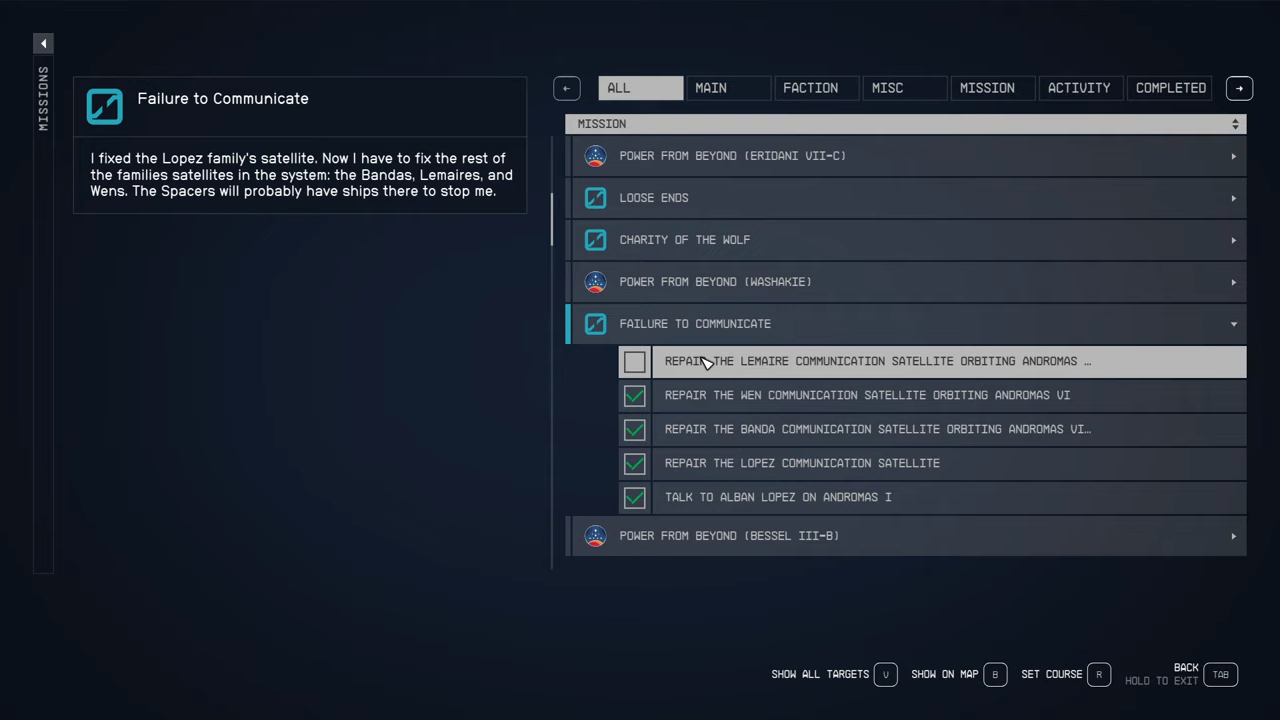 MISSIONS
Failure to Communicate
I fixed the Lopez family's satellite. Now I have to fix the rest of
the families satellites in the system: the Bandas, Lemaires, and
Wens. The Spacers will probably have ships there to stop me.
ALL MAIN FACTION MISC MISSION ACTIVITY COMPLETED
MISSION
POWER FROM BEYOND (ERIDANI VII-C)
LOOSE ENDS
CHARITY OF THE WOLF
POWER FROM BEYOND (WASHAKIE)
FAILURE TO COMMUNICATE
REPAIR THE LEMAIRE COMMUNICATION SATELLITE ORBITING ANDROMAS ...
REPAIR THE WEN COMMUNICATION SATELLITE ORBITING ANDROMAS VI
REPAIR THE BANDA COMMUNICATION SATELLITE ORBITING ANDROMAS VI...
REPAIR THE LOPEZ COMMUNICATION SATELLITE
TALK TO ALBAN LOPEZ ON ANDROMAS I
POWER FROM BEYOND (BESSEL III-B)
SHOW ALL TARGETS V SHOW ON MAP B SET COURSE R BACK TAB
HOLD TO EXIT